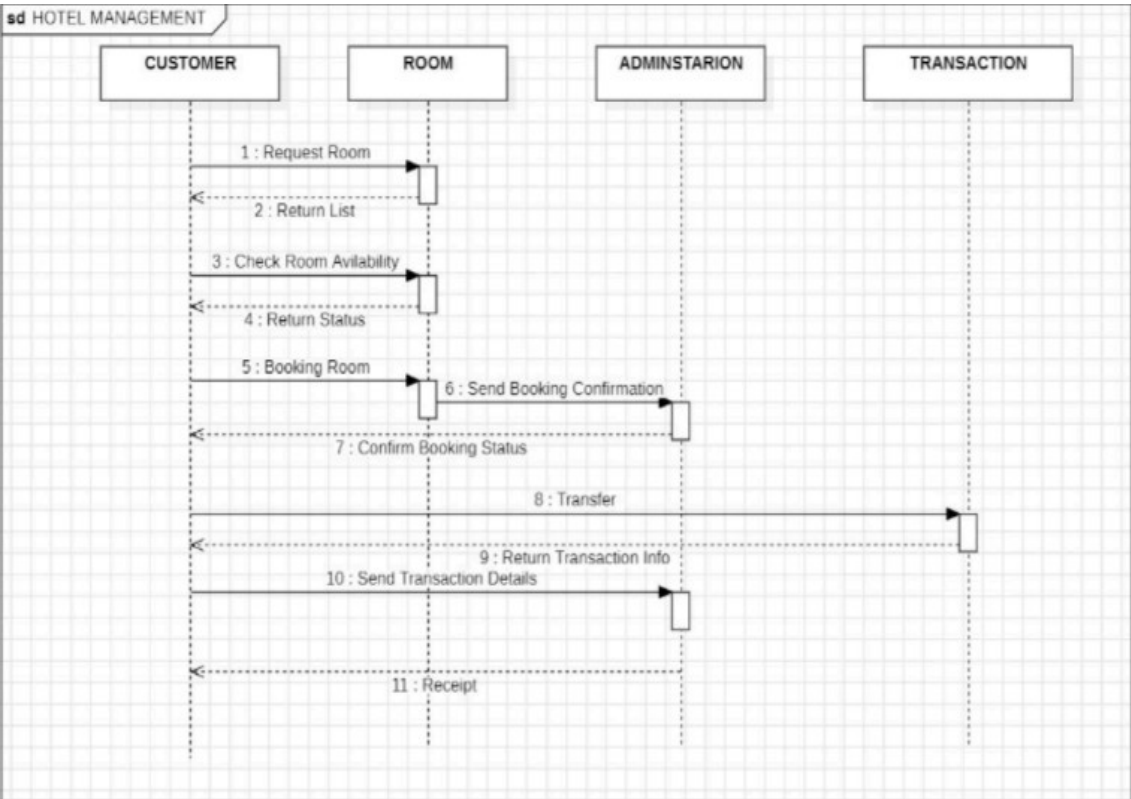 sd HOTEL MANAGEMENT
CUSTOMER
ROOM
ADMINSTARION
TRANSACTION
1 : Request Room
2 : Return List
3 : Check Room Avilability
4 : Return Status
5 : Booking Room
6 : Send Booking Confirmation
7 : Confirm Booking Status
8 : Transfer
9 : Return Transaction Info
10 : Send Transaction Details
11 : Receipt